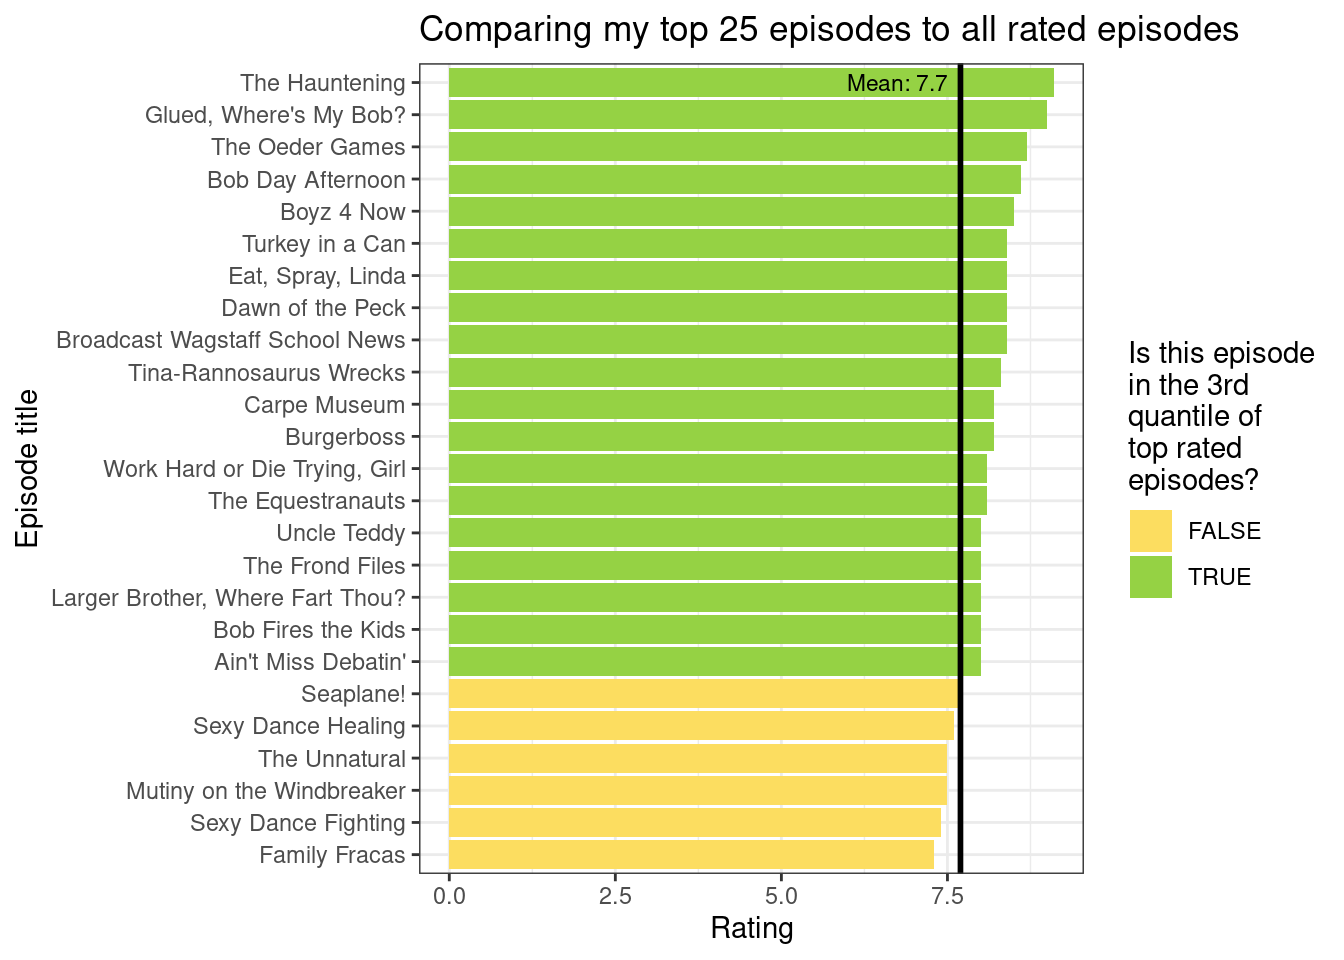 Comparing my top 25 episodes to all rated episodes
Episode title
The Hauntening
Glued, Where's My Bob?
The Oeder Games
Bob Day Afternoon
Boyz 4 Now
Turkey in a Can
Eat, Spray, Linda
Dawn of the Peck
Broadcast Wagstaff School News
Tina-Rannosaurus Wrecks
Carpe Museum
Burgerboss
Work Hard or Die Trying, Girl
The Equestranauts
Uncle Teddy
The Frond Files
Larger Brother, Where Fart Thou?
Bob Fires the Kids
Ain't Miss Debatin'
Seaplane!
Sexy Dance Healing
The Unnatural
Mutiny on the Windbreaker
Sexy Dance Fighting
Family Fracas
Mean: 7.7
0.0 2.5 5.0 7.5
Rating
Is this episode
in the 3rd
quantile of
top rated
episodes?
FALSE
TRUE